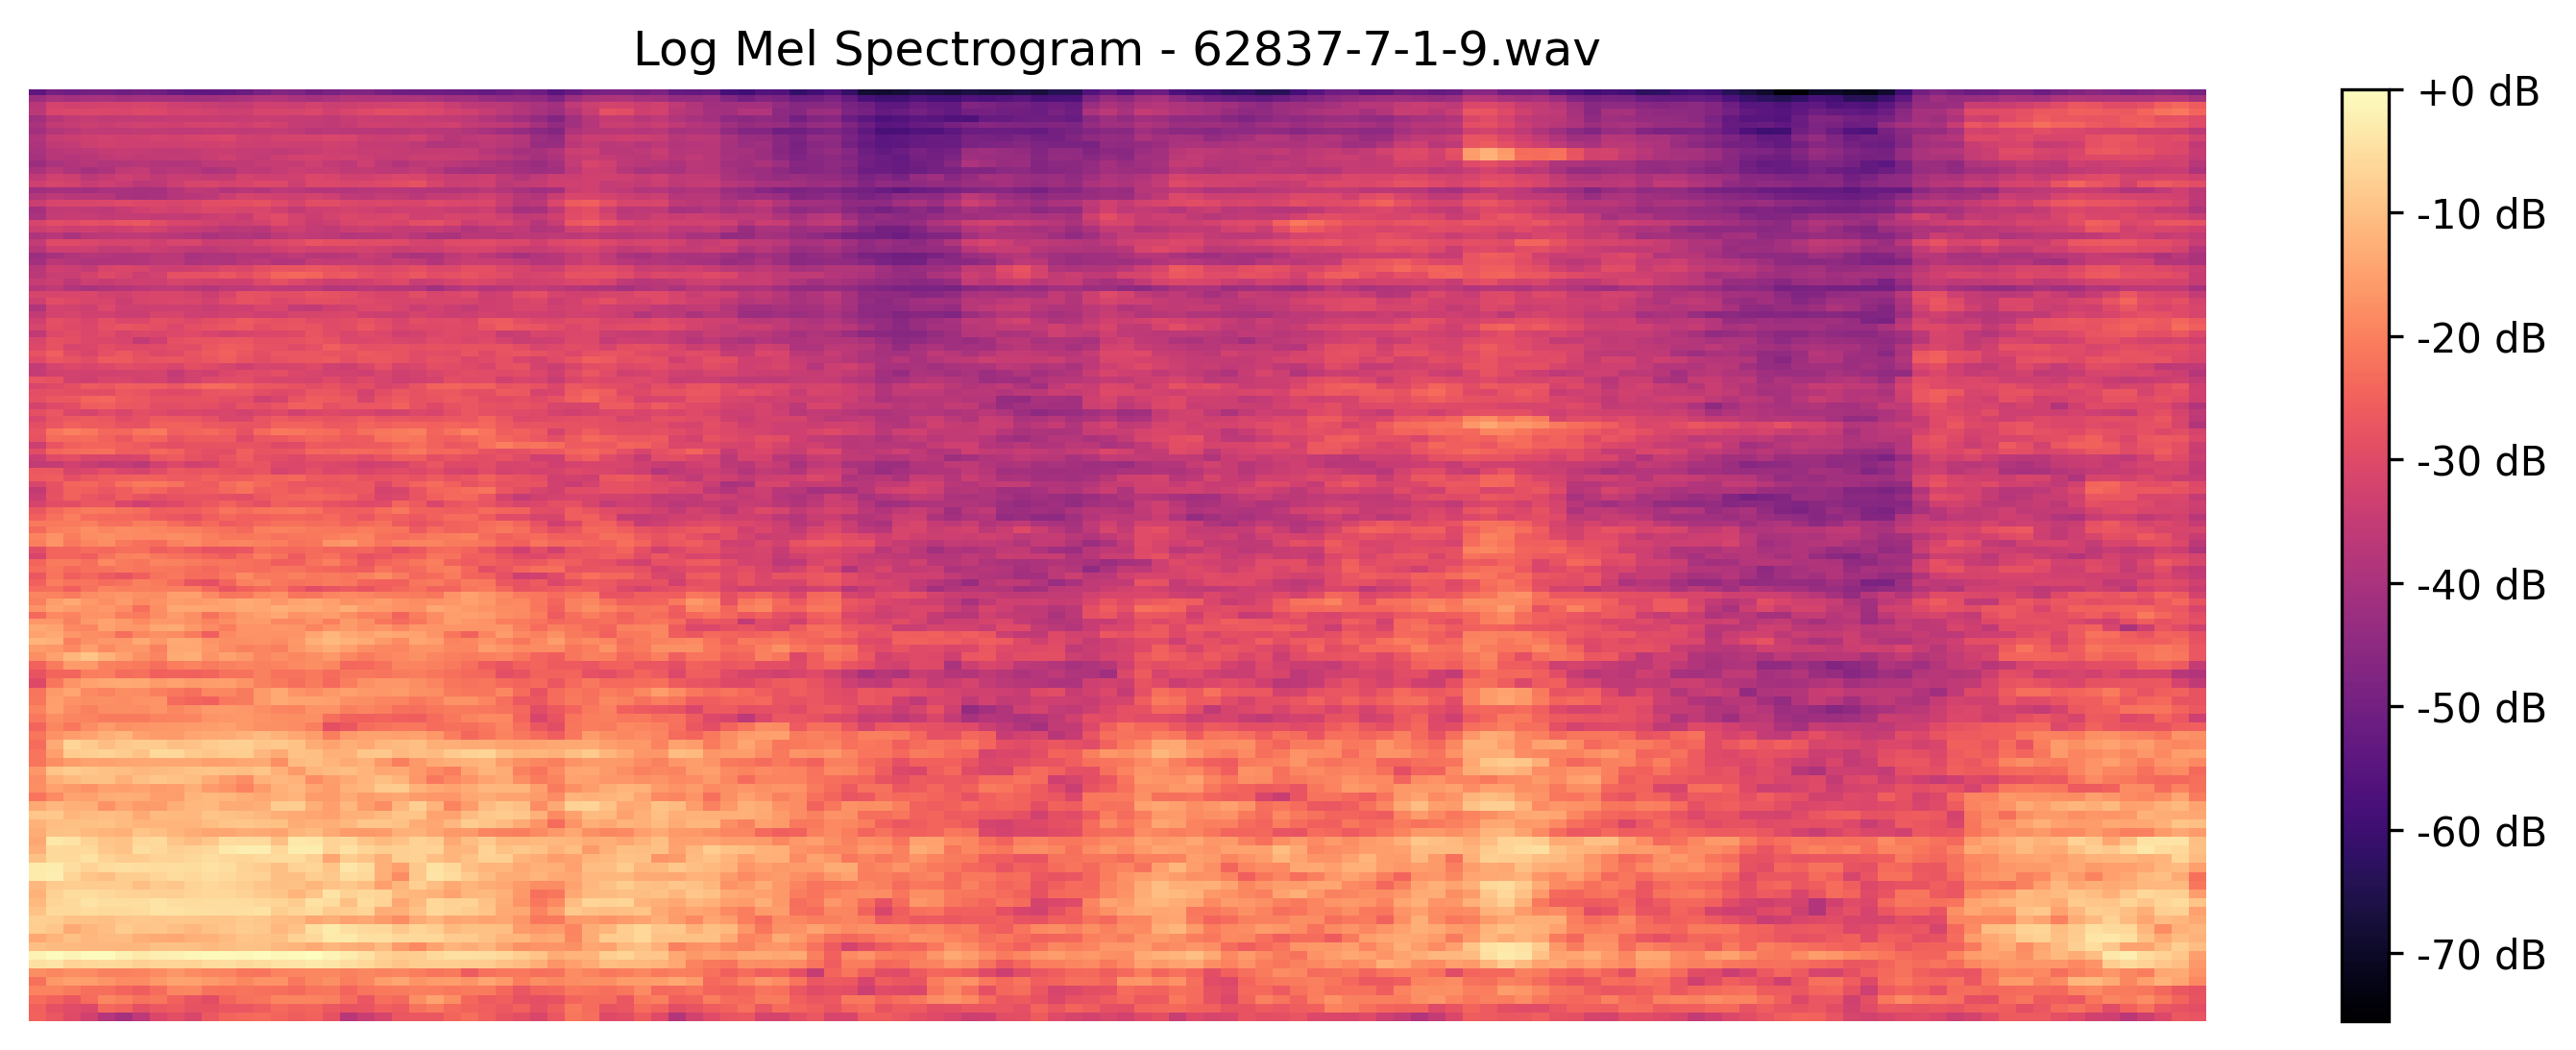 Log Mel Spectrogram - 62837-7-1-9.wav
+0 dB
-10 dB
-20 dB
-30 dB
-40 dB
-50 dB
-60 dB
-70 dB